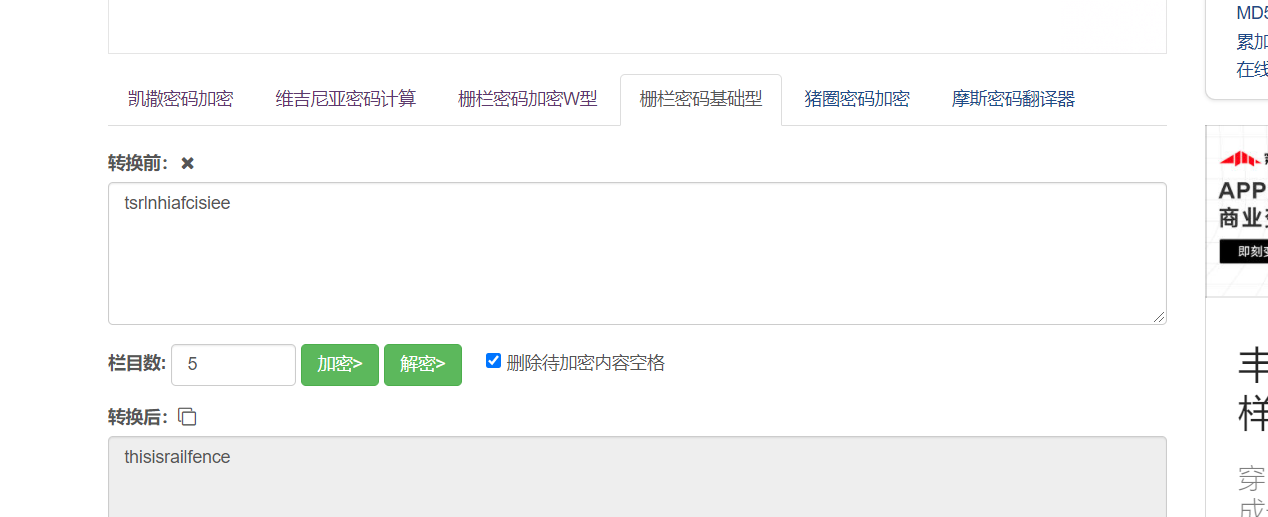 MD5
累加
在线
凯撒密码加密 维吉尼亚密码计算 栅栏密码加密W型 栅栏密码基础型 猪圈密码加密 摩斯密码翻译器
转换前: ✖
tsrlnhiafcisiee
APP
商业
即刻
栏目数: 5 加密> 解密> 删除待加密内容空格
转换后:
thisisrailfence
丰
样
穿